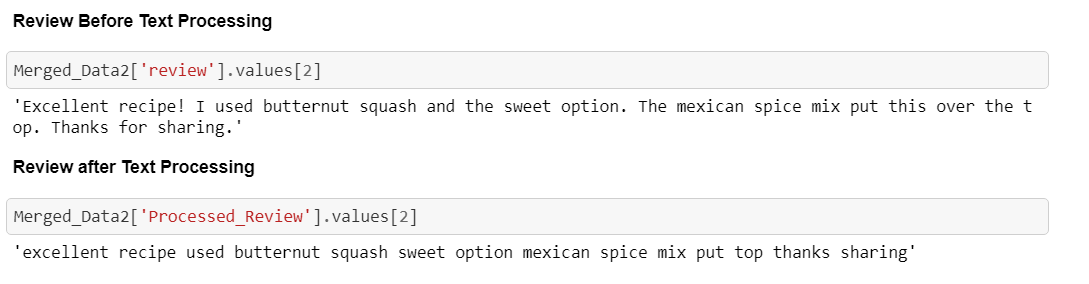 Review Before Text Processing
Merged_Data2['review'].values[2]
'Excellent recipe! I used butternut squash and the sweet option. The mexican spice mix put this over the t
op. Thanks for sharing.'
Review after Text Processing
Merged_Data2['Processed_Review'].values[2]
'excellent recipe used butternut squash sweet option mexican spice mix put top thanks sharing'